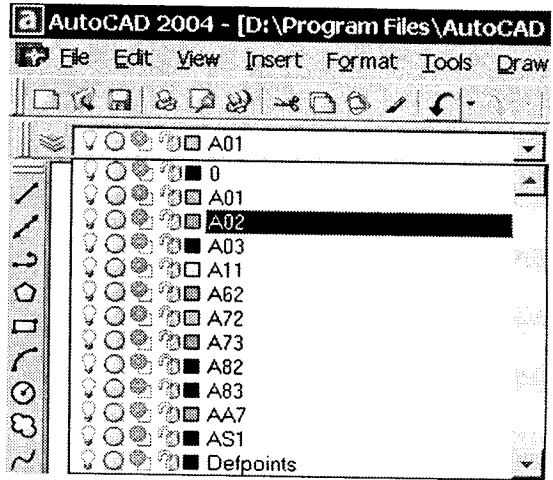 a AutoCAD 2004 - [D:\Program Files\AutoCAD
File Edit View Insert Format Tools Draw
A01
0
A01
A02
A03
A11
A62
A72
A73
A82
A83
AA7
AS1
Defpoints